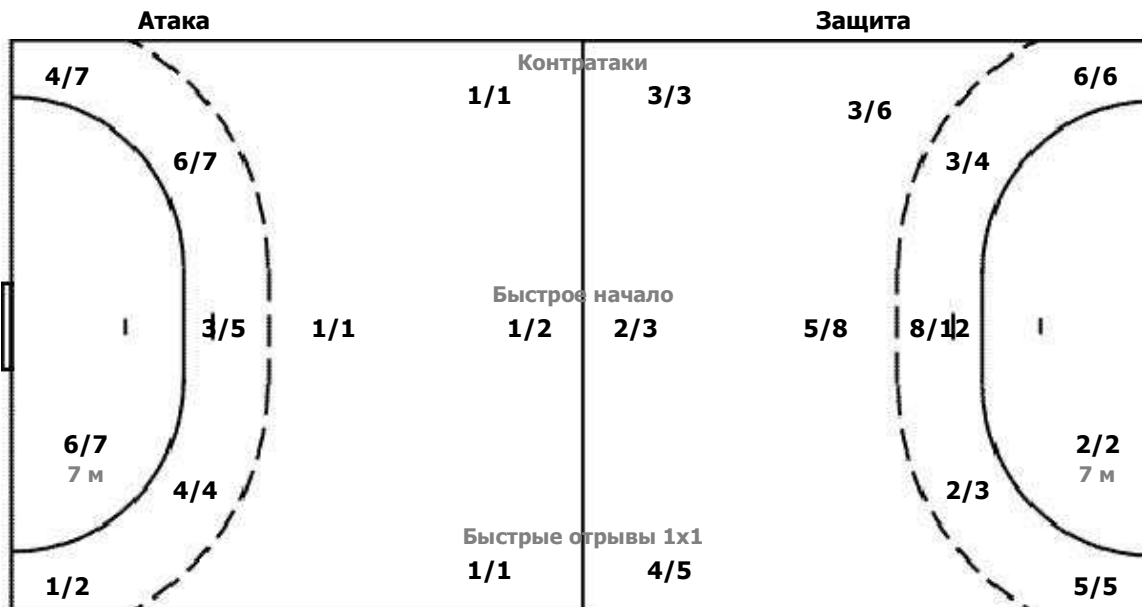 Атака Защита
4/7 Контратаки 6/6
1/1 3/3 3/6
6/7 3/4
Быстрое начало
3/5 1/1 1/2 2/3 5/8 8/12
6/7 2/2
7 м 7 м
4/4 2/3
Быстрые отрывы 1x1
1/2 1/1 4/5 5/5